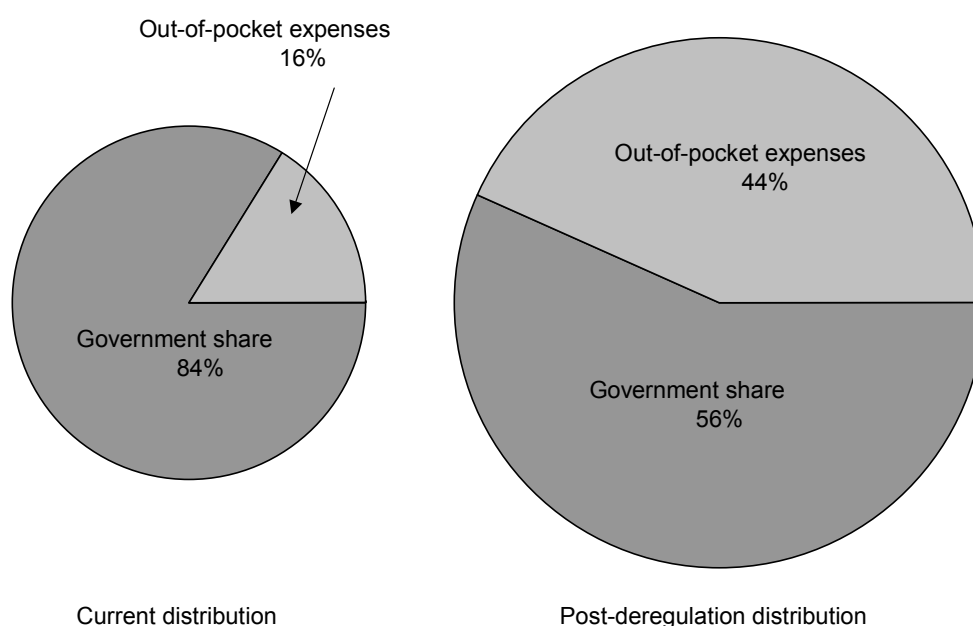 Out-of-pocket expenses
16%
Government share
84%
Current distribution
Out-of-pocket expenses
44%
Government share
56%
Post-deregulation distribution